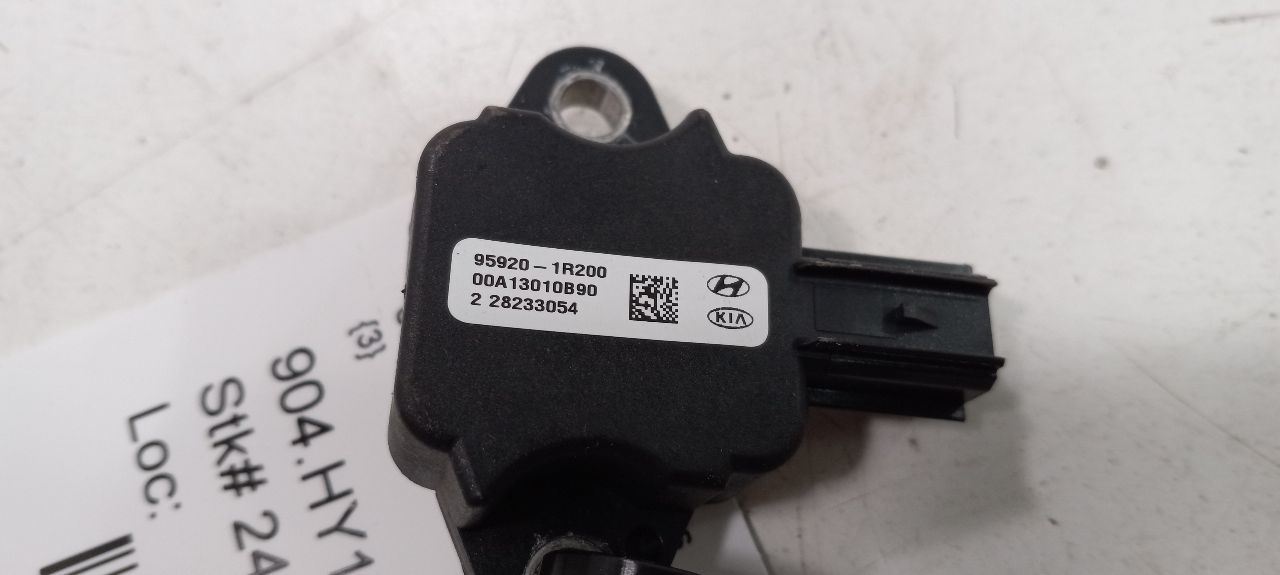 95920-1R200
00A13010B90
2 28233054
KIA
{3}
904.HY1
Stk# 24
Loc: